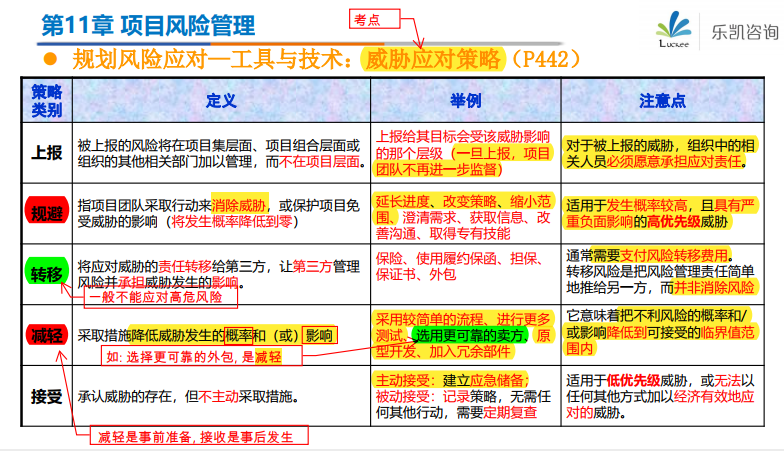 第11章 项目风险管理
考点
Luckee
乐凯咨询
规划风险应对—工具与技术：威胁应对策略（P442）
策略
类别
定义
举例
注意点
上报
被上报的风险将在项目集层面、项目组合层面或
组织的其他相关部门加以管理，而不在项目层面。
上报给其目标会受该威胁影响
的那个层级（一旦上报，项目
团队不再进一步监督）
对于被上报的威胁，组织中的相
关人员必须愿意承担应对责任。
规避
指项目团队采取行动来消除威胁，或保护项目免
受威胁的影响（将发生概率降低到零）
延长进度、改变策略、缩小范
围、澄清需求、获取信息、改
善沟通、取得专有技能
适用于发生概率较高，且具有严
重负面影响的高优先级威胁
转移
将应对威胁的责任转移给第三方，让第三方管理
风险并承担威胁发生的影响。
一般不能应对高危风险
保险、使用履约保函、担保、
保证书、外包
通常需要支付风险转移费用。
转移风险是把风险管理责任简单
地推给另一方，而并非消除风险
减轻
采取措施降低威胁发生的概率和（或）影响
如: 选择更可靠的外包, 是减轻
采用较简单的流程、进行更多
测试、选用更可靠的卖方、原
型开发、加入冗余部件
它意味着把不利风险的概率和/
或影响降低到可接受的临界值范
围内
接受
承认威胁的存在，但不主动采取措施。
主动接受：建立应急储备；
被动接受：记录策略，无需任
何其他行动，需要定期复查
适用于低优先级威胁，或无法以
任何其他方式加以经济有效地应
对的威胁。
减轻是事前准备, 接收是事后发生